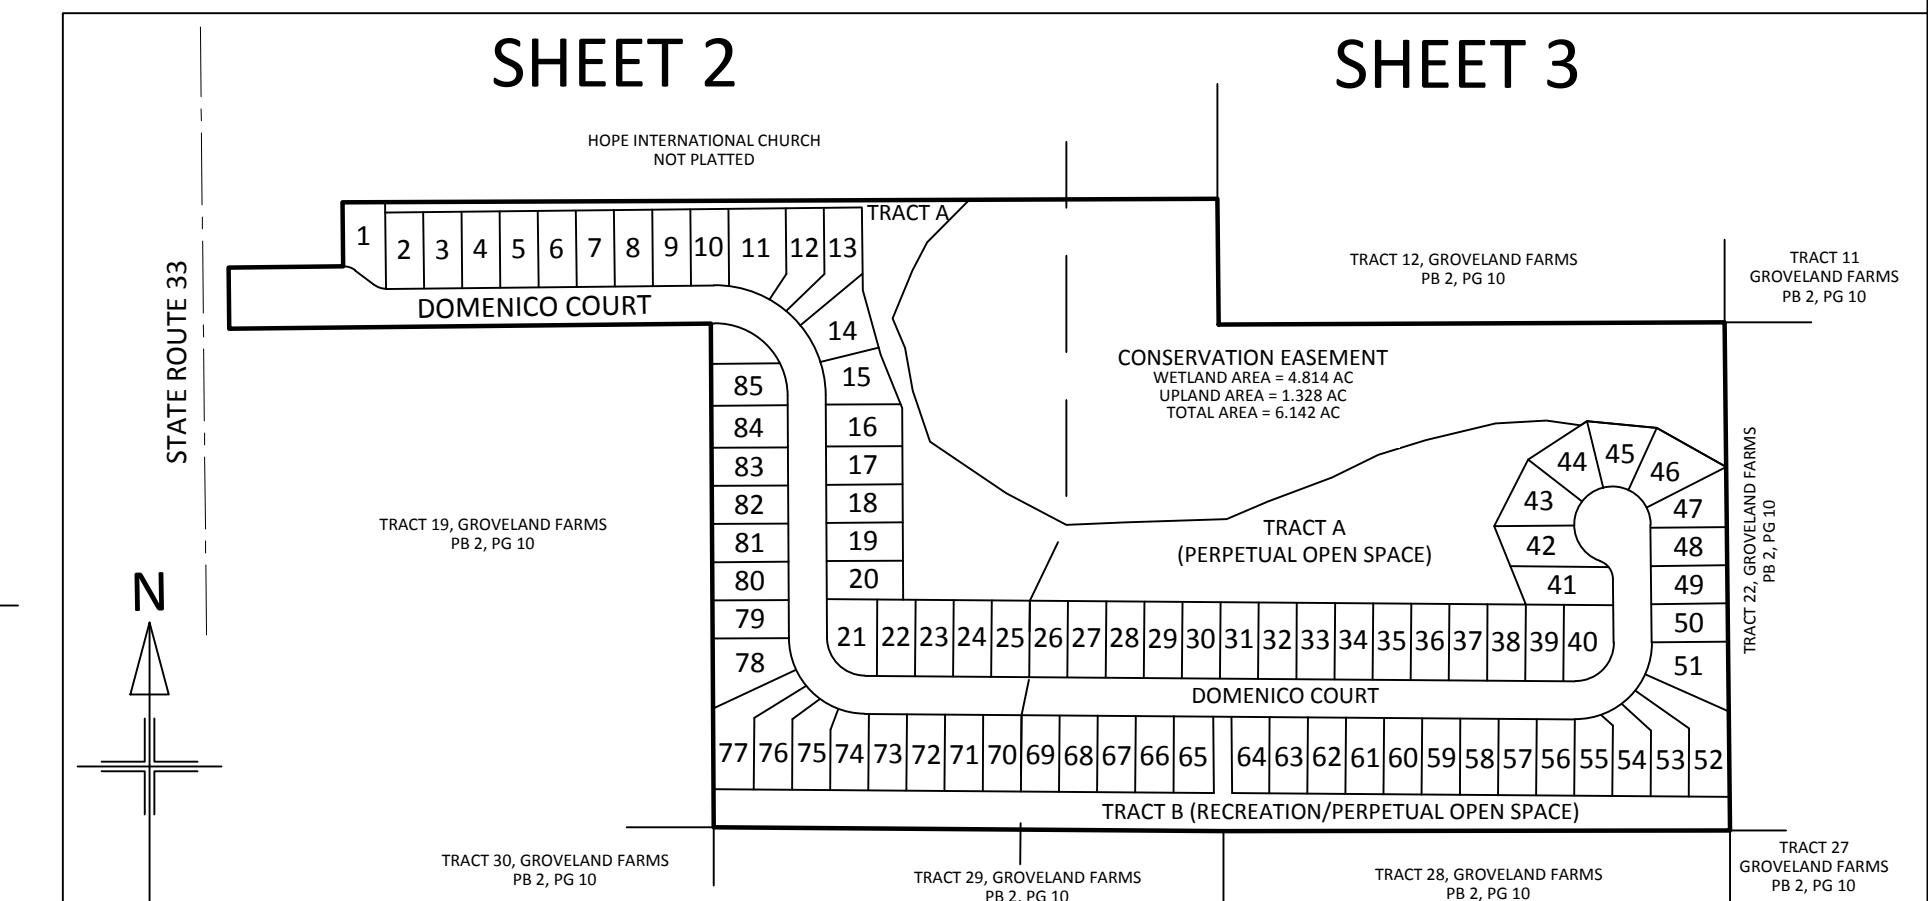 SHEET 2
SHEET 3
HOPE INTERNATIONAL CHURCH
NOT PLATTED
TRACT A
1
2
3
4
5
6
7
8
9
10
11
12
13
TRACT 12, GROVELAND FARMS
PB 2, PG 10
TRACT 11
GROVELAND FARMS
PB 2, PG 10
STATE ROUTE 33
DOMENICO COURT
14
15
16
17
18
19
20
85
84
83
82
81
80
79
78
CONSERVATION EASEMENT
WETLAND AREA = 4.814 AC
UPLAND AREA = 1.328 AC
TOTAL AREA = 6.142 AC
TRACT 19, GROVELAND FARMS
PB 2, PG 10
TRACT A
(PERPETUAL OPEN SPACE)
44
45
46
43
42
41
47
48
49
50
51
TRACT 22, GROVELAND FARMS
PB 2, PG 10
N
21
22
23
24
25
26
27
28
29
30
31
32
33
34
35
36
37
38
39
40
DOMENICO COURT
77
76
75
74
73
72
71
70
69
68
67
66
65
64
63
62
61
60
59
58
57
56
55
54
53
52
TRACT B (RECREATION/PERPETUAL OPEN SPACE)
TRACT 30, GROVELAND FARMS
PB 2, PG 10
TRACT 29, GROVELAND FARMS
PB 2, PG 10
TRACT 28, GROVELAND FARMS
PB 2, PG 10
TRACT 27
GROVELAND FARMS
PB 2, PG 10